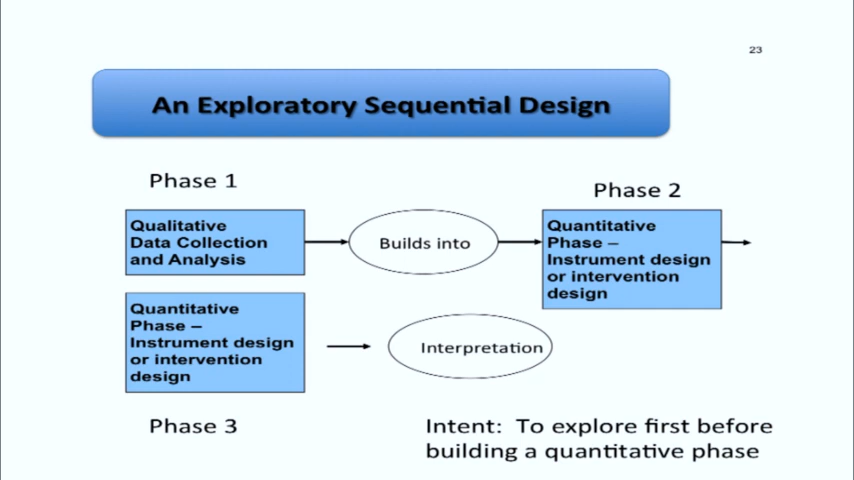 23
An Exploratory Sequential Design
Phase 1
Phase 2
Qualitative
Data Collection
and Analysis
Builds into
Quantitative
Phase –
Instrument design
or intervention
design
Quantitative
Phase –
Instrument design
or intervention
design
Interpretation
Phase 3
Intent: To explore first before
building a quantitative phase